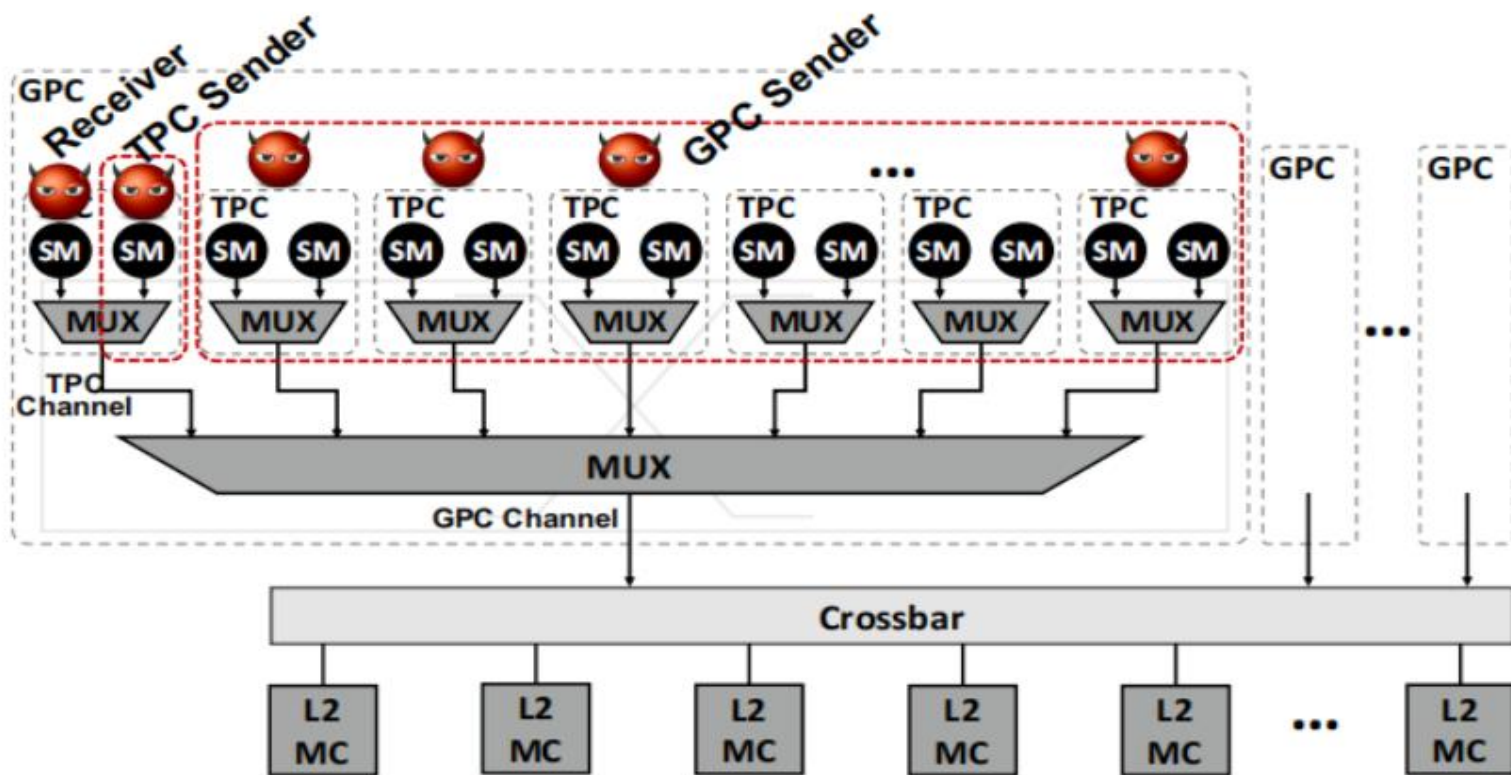 GPC
Receiver
TPC Sender
GPC Sender
...
GPC
GPC
TPC
TPC
TPC
TPC
TPC
TPC
SM SM
SM SM
SM SM
SM SM
SM SM
SM SM
SM SM
MUX
MUX
MUX
MUX
MUX
MUX
MUX
...
TPC
Channel
MUX
GPC Channel
Crossbar
L2
MC
L2
MC
L2
MC
L2
MC
L2
MC
...
L2
MC